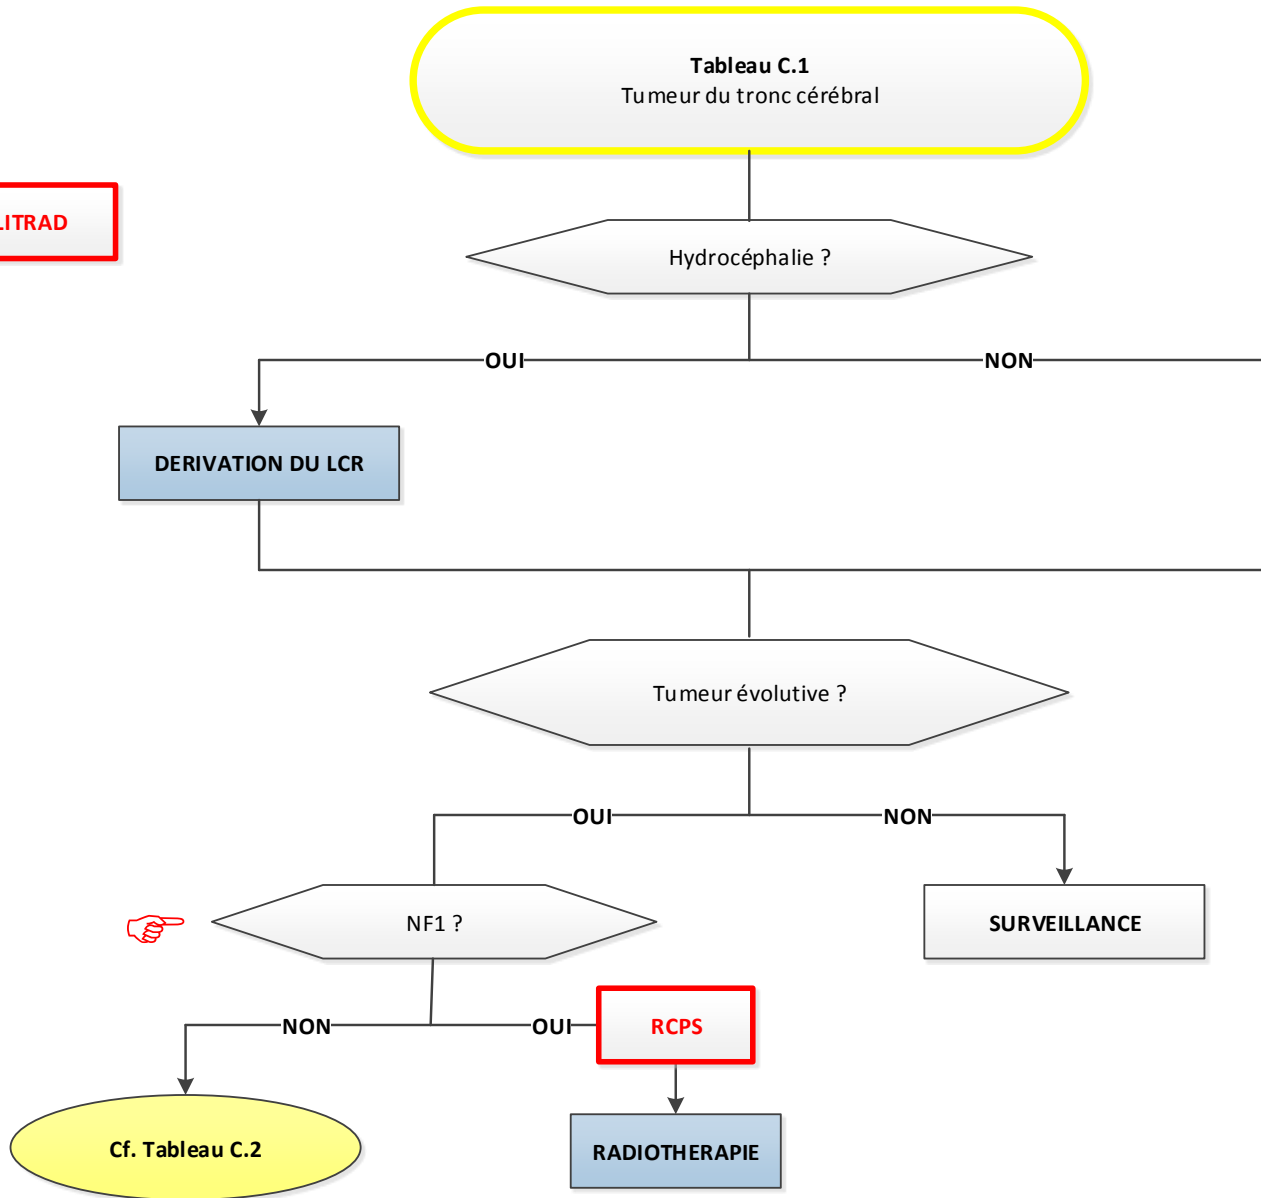 Tableau C.1
Tumeur du tronc cérébral
LITRAD
Hydrocéphalie ?
OUI
NON
DERIVATION DU LCR
Tumeur évolutive ?
OUI
NON
NF1 ?
SURVEILLANCE
NON
OUI
RCPS
Cf. Tableau C.2
RADIOTHERAPIE